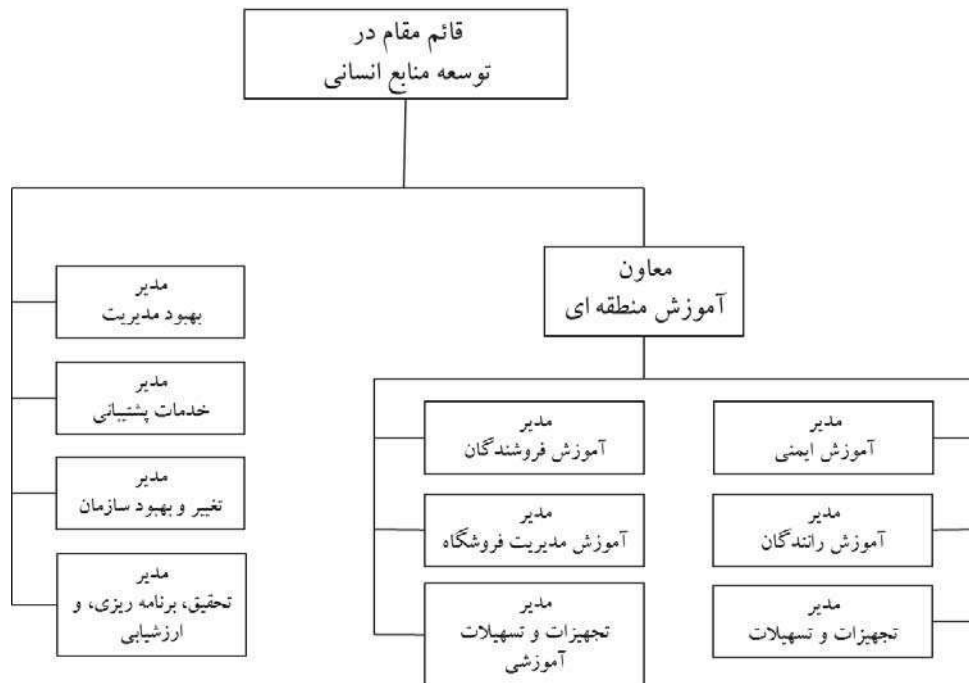 قائم مقام در
توسعه منابع انسانی
معاون
آموزش منطقه ای
مدیر
آموزش ایمنی
مدیر
آموزش رانندگان
مدیر
تجهیزات و تسهیلات
مدیر
آموزش فروشندگان
مدیر
آموزش مدیریت فروشگاه
مدیر
تجهیزات و تسهیلات
آموزشی
مدیر
بهبود مدیریت
مدیر
خدمات پشتیبانی
مدیر
تغییر و بهبود سازمان
مدیر
تحقیق، برنامه ریزی، و
ارزشیابی